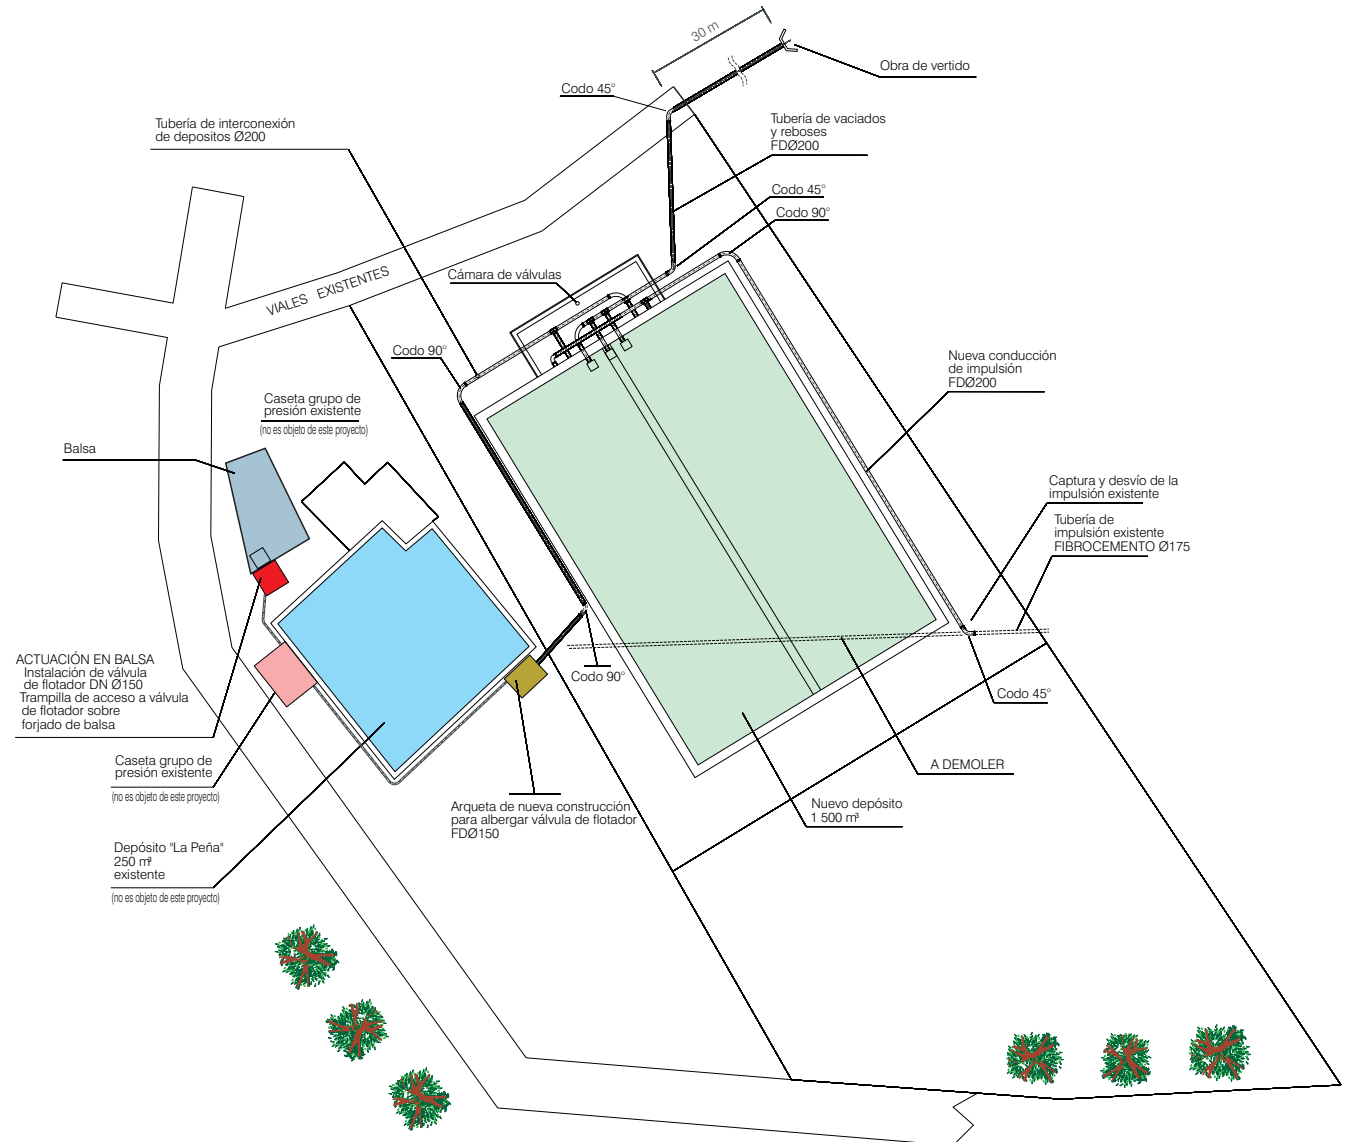 30 m
Obra de vertido
Codo 45°
Tubería de interconexión
de depositos Ø200
Tubería de vaciados
y reboses
FDØ200
Codo 45°
Codo 90°
Cámara de válvulas
VIALES EXISTENTES
Codo 90°
Nueva conducción
de impulsión
FDØ200
Caseta grupo de
presión existente
(no es objeto de este proyecto)
Balsa
Captura y desvío de la
impulsión existente
Tubería de
impulsión existente
FIBROCEMENTO Ø175
ACTUACIÓN EN BALSA
Instalación de válvula
de flotador DN Ø150
Trampilla de acceso a válvula
de flotador sobre
forjado de balsa
Codo 90°
Codo 45°
Caseta grupo de
presión existente
(no es objeto de este proyecto)
A DEMOLER
Arqueta de nueva construcción
para albergar válvula de flotador
FDØ150
Nuevo depósito
1 500 m³
Depósito "La Peña"
250 m³
existente
(no es objeto de este proyecto)